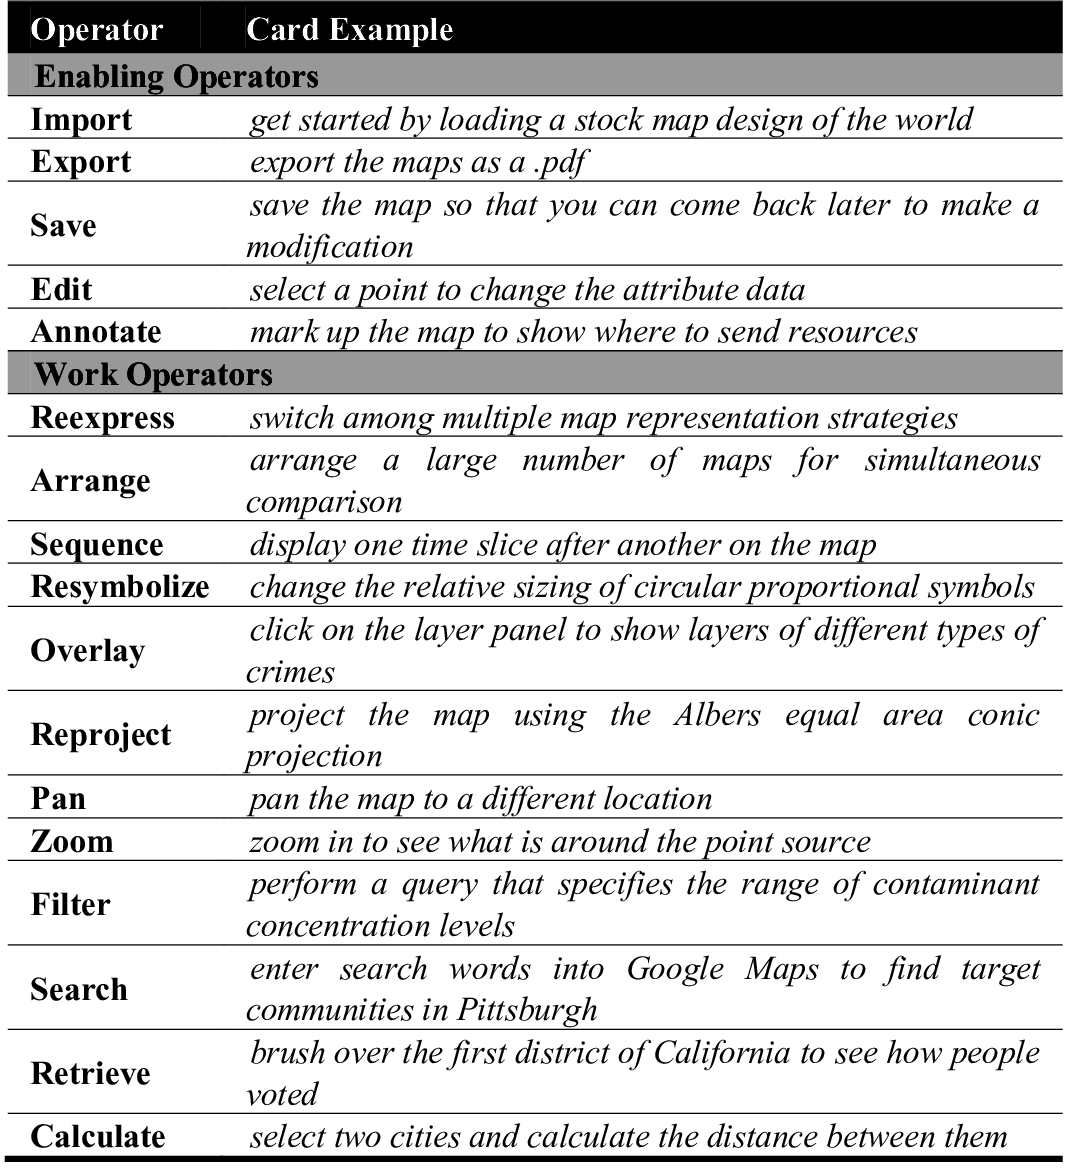 Operator Card Example
Enabling Operators
Import get started by loading a stock map design of the world
Export export the maps as a .pdf
Save save the map so that you can come back later to make a
modification
Edit select a point to change the attribute data
Annotate mark up the map to show where to send resources
Work Operators
Reexpress switch among multiple map representation strategies
Arrange arrange a large number of maps for simultaneous
comparison
Sequence display one time slice after another on the map
Resymbolize change the relative sizing of circular proportional symbols
Overlay click on the layer panel to show layers of different types of
crimes
Reproject project the map using the Albers equal area conic
projection
Pan pan the map to a different location
Zoom zoom in to see what is around the point source
Filter perform a query that specifies the range of contaminant
concentration levels
Search enter search words into Google Maps to find target
communities in Pittsburgh
Retrieve brush over the first district of California to see how people
voted
Calculate select two cities and calculate the distance between them